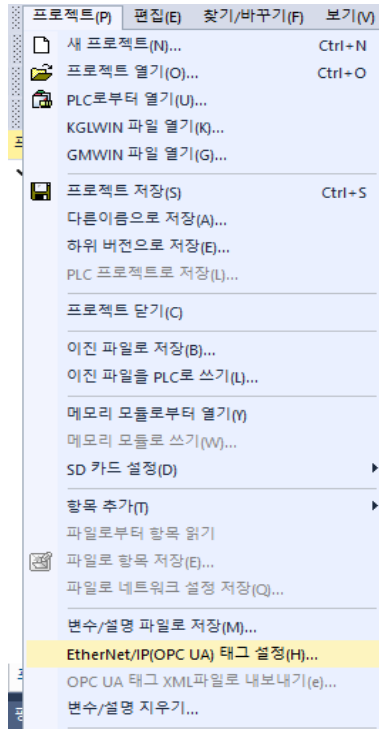 프로젝트(P) 편집(E) 찾기/바꾸기(F) 보기(V)
새 프로젝트(N)... Ctrl+N
프로젝트 열기(O)... Ctrl+O
PLC로부터 열기(U)...
KGLWIN 파일 열기(K)...
GMWIN 파일 열기(G)...
프로젝트 저장(S) Ctrl+S
다른이름으로 저장(A)...
하위 버전으로 저장(E)...
PLC 프로젝트로 저장(L)...
프로젝트 닫기(C)
이진 파일로 저장(B)...
이진 파일을 PLC로 쓰기(L)...
메모리 모듈로부터 열기(Y)
메모리 모듈로 쓰기(W)...
SD 카드 설정(D)
항목 추가(T)
파일로부터 항목 읽기
파일로 항목 저장(E)...
파일로 네트워크 설정 저장(Q)...
변수/설명 파일로 저장(M)...
EtherNet/IP(OPC UA) 태그 설정(H)...
OPC UA 태그 XML파일로 내보내기(e)...
변수/설명 지우기...